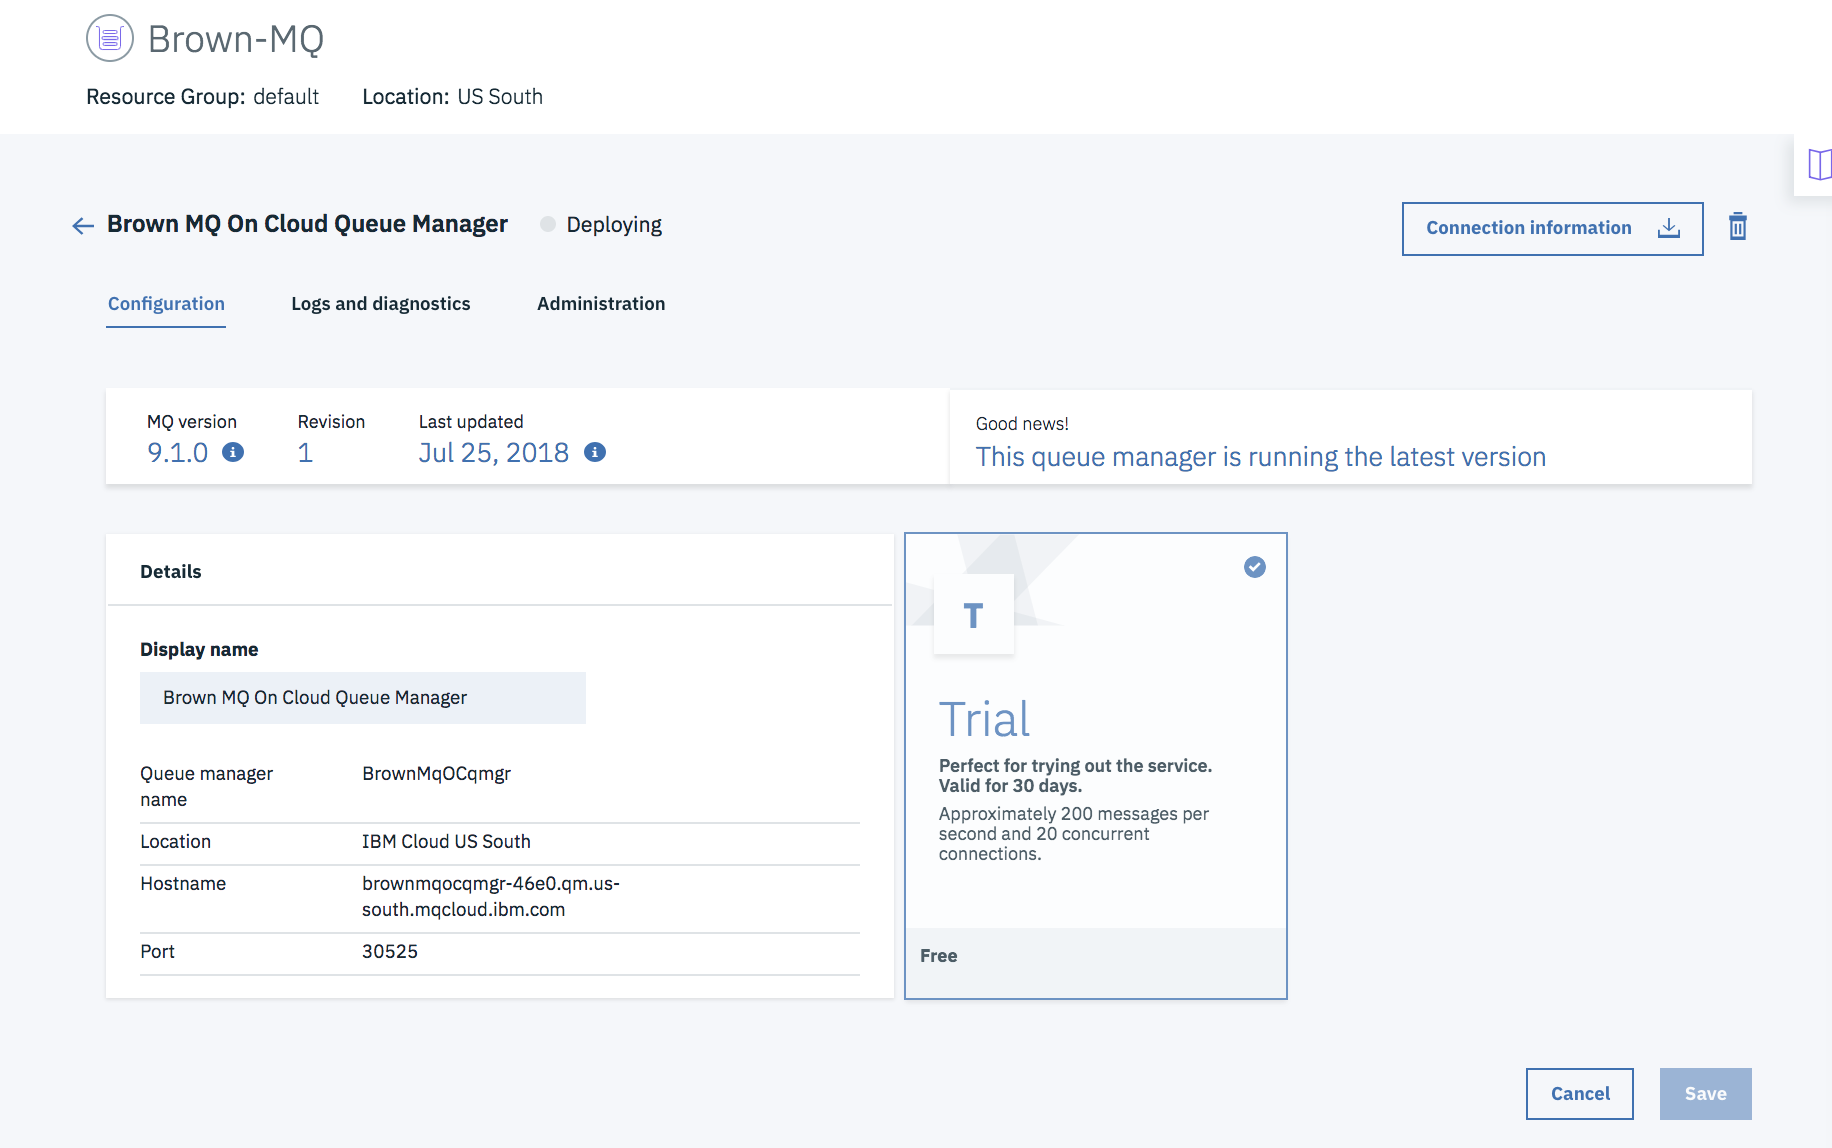 Brown-MQ
Resource Group: default Location: US South
Brown MQ On Cloud Queue Manager Deploying
Connection information
Configuration Logs and diagnostics Administration
MQ version Revision Last updated
9.1.0 1 Jul 25, 2018
Good news!
This queue manager is running the latest version
Details
Display name
Brown MQ On Cloud Queue Manager
Queue manager name BrownMqOCqmgr
Location IBM Cloud US South
Hostname brownmqocqmgr-46e0.qm.us-
south.mqcloud.ibm.com
Port 30525
T
Trial
Perfect for trying out the service.
Valid for 30 days.
Approximately 200 messages per
second and 20 concurrent
connections.
Free
Cancel Save